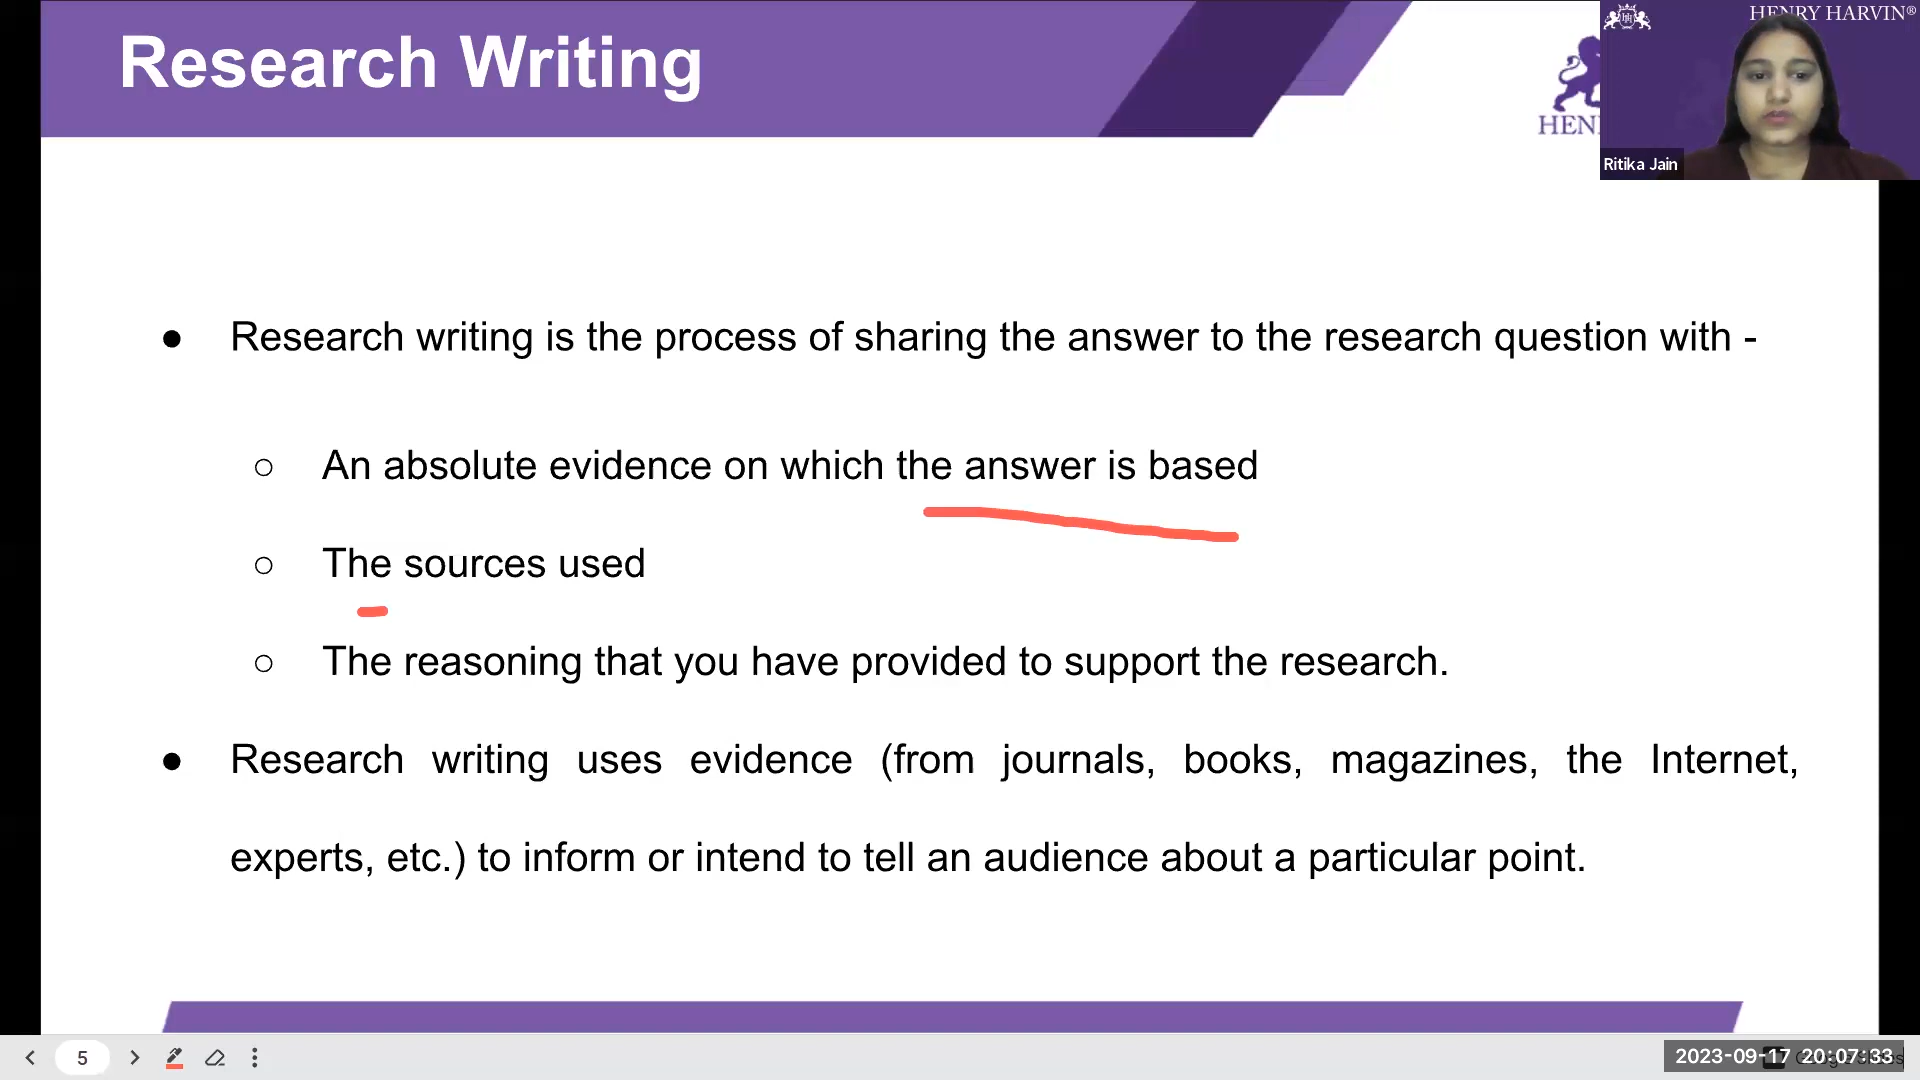 Research Writing
HENRY HARVIN®
HEN
Ritika Jain
● Research writing is the process of sharing the answer to the research question with -
○ An absolute evidence on which the answer is based
○ The sources used
○ The reasoning that you have provided to support the research.
● Research writing uses evidence (from journals, books, magazines, the Internet,
experts, etc.) to inform or intend to tell an audience about a particular point.
5
2023-09-17 20:07:33